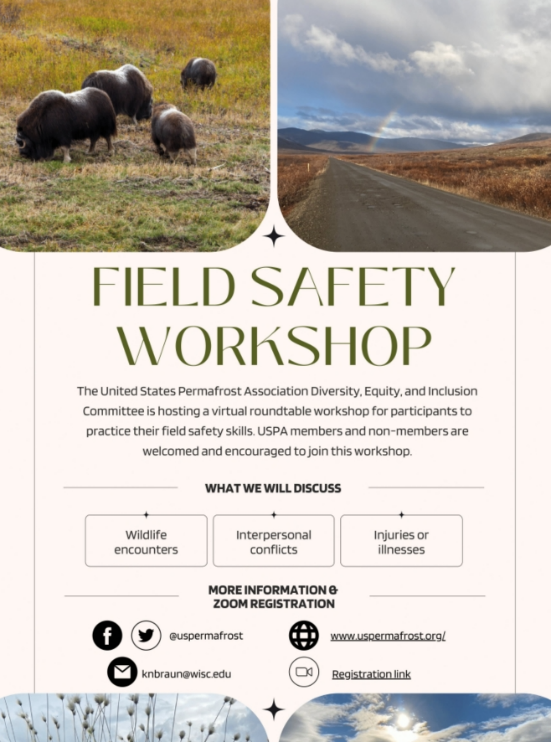 FIELD SAFETY
WORKSHOP
The United States Permafrost Association Diversity, Equity, and Inclusion
Committee is hosting a virtual roundtable workshop for participants to
practice their field safety skills. USPA members and non-members are
welcomed and encouraged to join this workshop.
WHAT WE WILL DISCUSS
Wildlife
encounters
Interpersonal
conflicts
Injuries or
illnesses
MORE INFORMATION &
ZOOM REGISTRATION
@uspermafrost
www.uspermafrost.org/
knbraun@wisc.edu
Registration link